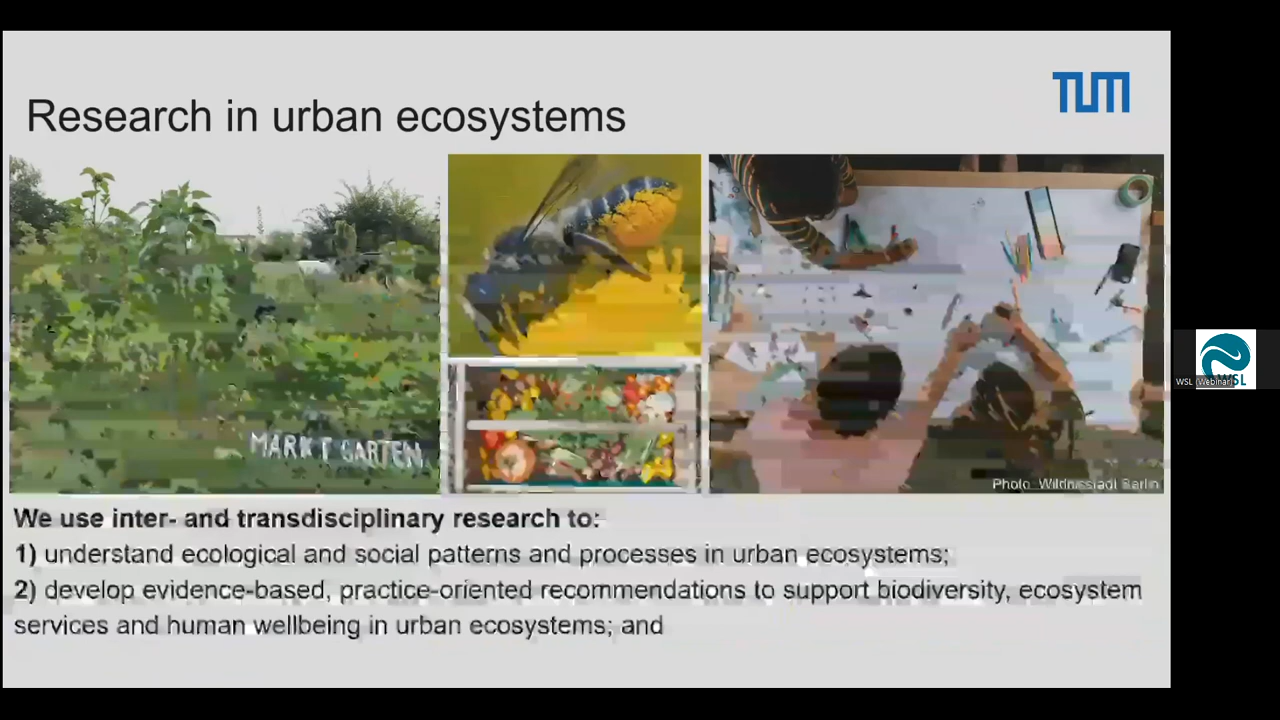 TUM
Research in urban ecosystems
MARKT GARTEN
Photo: Wildnisstadt Berlin
We use inter- and transdisciplinary research to:
1) understand ecological and social patterns and processes in urban ecosystems;
2) develop evidence-based, practice-oriented recommendations to support biodiversity, ecosystem
services and human wellbeing in urban ecosystems; and
WSL
WSL (Webinar)